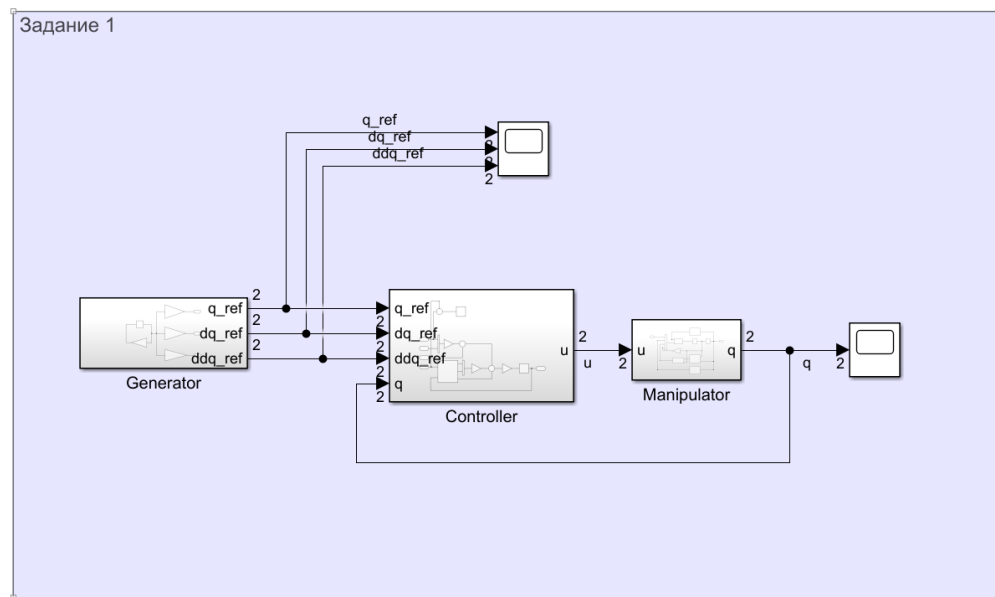 Задание 1
q_ref
dq_ref
2
ddq_ref
2
2
q_ref 2
dq_ref 2
ddq_ref 2
Generator
q_ref
2
dq_ref
2
ddq_ref
2
q
2
u 2
u
Controller
2 u
q 2
Manipulator
q 2